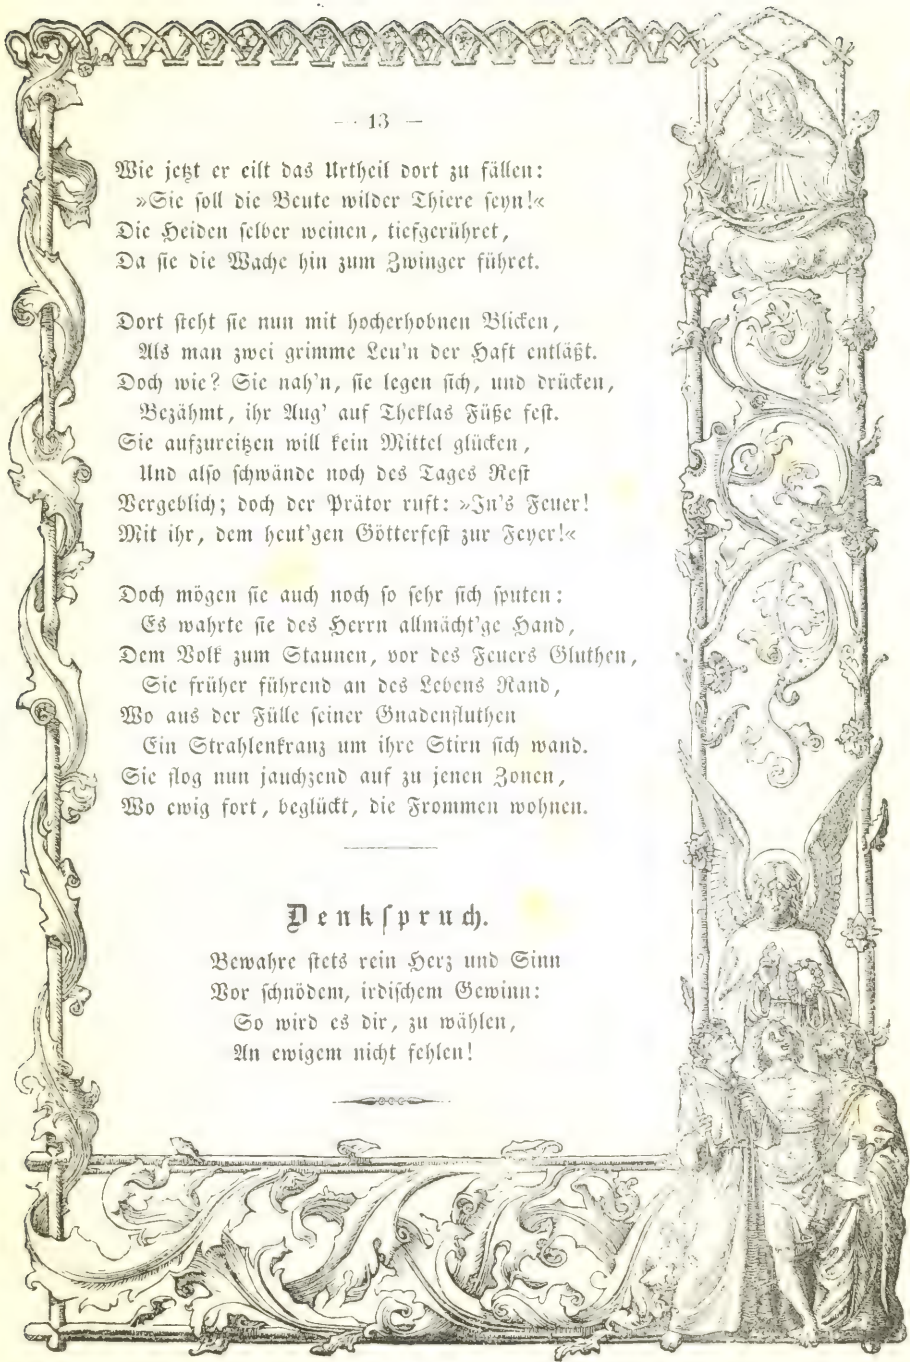 — 13 —
Wie jetzt er eilt das Urtheil dort zu fällen:
»Sie soll die Beute wilder Thiere seyn!«
Die Heiden selber weinen, tiefgerühret,
Da sie die Wache hin zum Zwinger führet.
Dort steht sie nun mit hocherhobnen Blicken,
Als man zwei grimme Leu'n der Haft entläßt.
Doch wie? Sie nah'n, sie legen sich, und drücken,
Bezähmt, ihr Aug' auf Theklas Füße fest.
Sie aufzureitzen will kein Mittel glücken,
Und also schwände noch des Tages Rest
Vergeblich; doch der Prätor ruft: »In's Feuer!
Mit ihr, dem heut'gen Götterfest zur Feyer!«
Doch mögen sie auch noch so sehr sich sputen:
Es wahrte sie des Herrn allmächt'ge Hand,
Dem Volk zum Staunen, vor des Feuers Gluthen,
Sie früher führend an des Lebens Rand,
Wo aus der Fülle seiner Gnadenfluthen
Ein Strahlenkranz um ihre Stirn sich wand.
Sie flog nun jauchzend auf zu jenen Zonen,
Wo ewig fort, beglückt, die Frommen wohnen.
Denkspruch.
Bewahre stets rein Herz und Sinn
Vor schnödem, irdischem Gewinn:
So wird es dir, zu wählen,
An ewigem nicht fehlen!